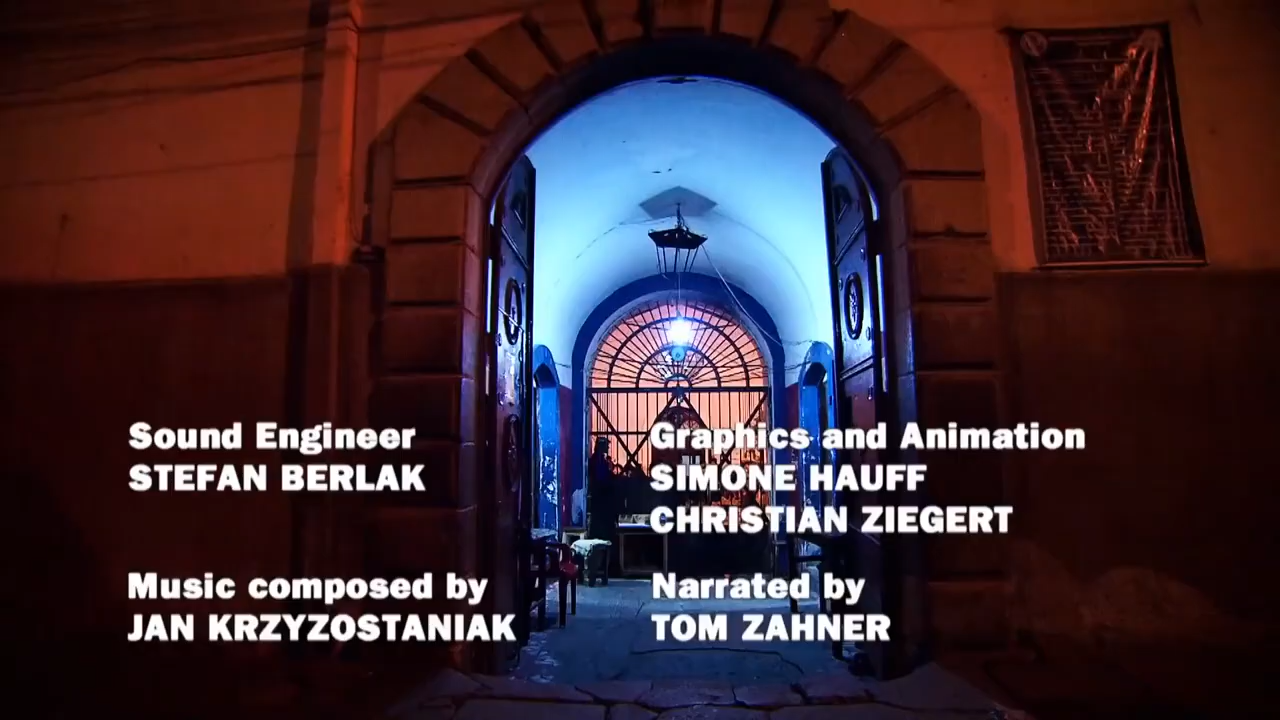 Sound Engineer
STEFAN BERLAK
Graphics and Animation
SIMONE HAUFF
CHRISTIAN ZIEGERT
Music composed by
JAN KRZYZOSTANIAK
Narrated by
TOM ZAHNER